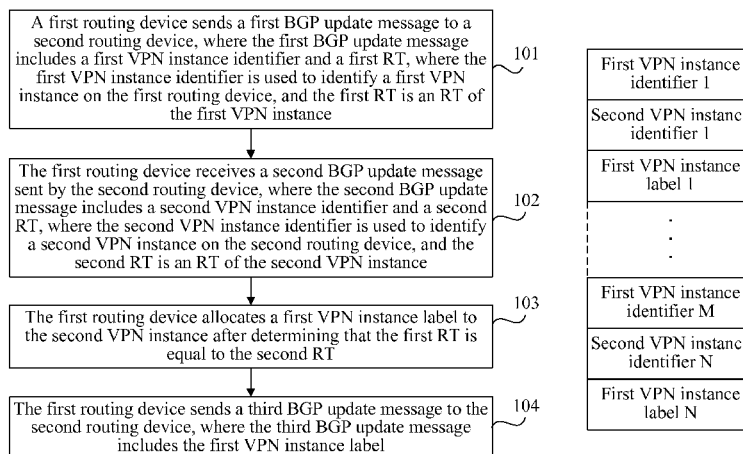 A first routing device sends a first BGP update message to
a second routing device, where the first BGP update message
includes a first VPN instance identifier and a first RT, where
the first VPN instance identifier is used to identify a first VPN
instance on the first routing device, and the first RT is an RT of
the first VPN instance
101
The first routing device receives a second BGP update message
sent by the second routing device, where the second BGP update
message includes a second VPN instance identifier and a second
RT, where the second VPN instance identifier is used to identify
a second VPN instance on the second routing device, and the
second RT is an RT of the second VPN instance
102
The first routing device allocates a first VPN instance label to
the second VPN instance after determining that the first RT is
equal to the second RT
103
The first routing device sends a third BGP update message to the
second routing device, where the third BGP update message
includes the first VPN instance label
104
First VPN instance
identifier 1
Second VPN instance
identifier 1
First VPN instance
label 1
.
.
.
First VPN instance
identifier M
Second VPN instance
identifier N
First VPN instance
label N